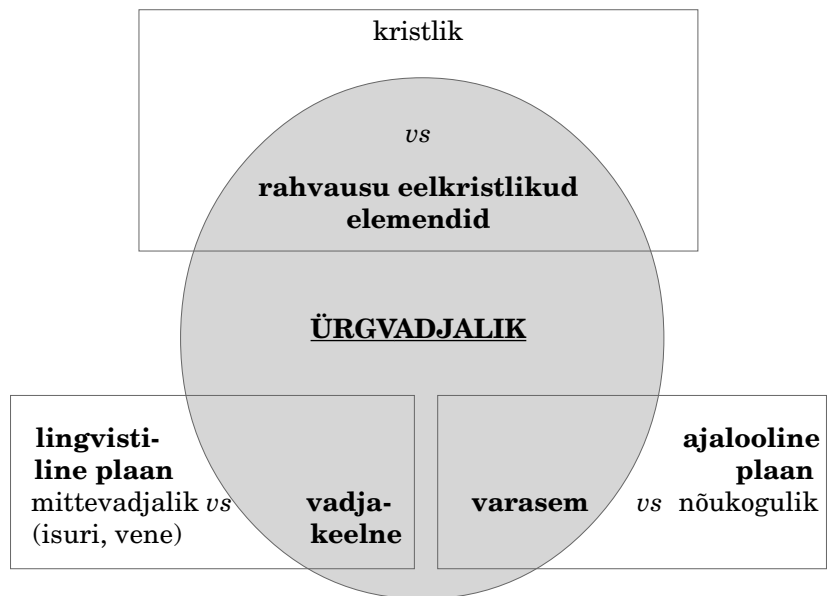 kristlik
vs
rahvausu eelkristlikud
elemendid
ÜRGVADJALIK
lingvisti-
line plaan
mittevadjalik vs
(isuri, vene)
vadja-
keelne
varasem
ajalooline
plaan
vs nõukogulik